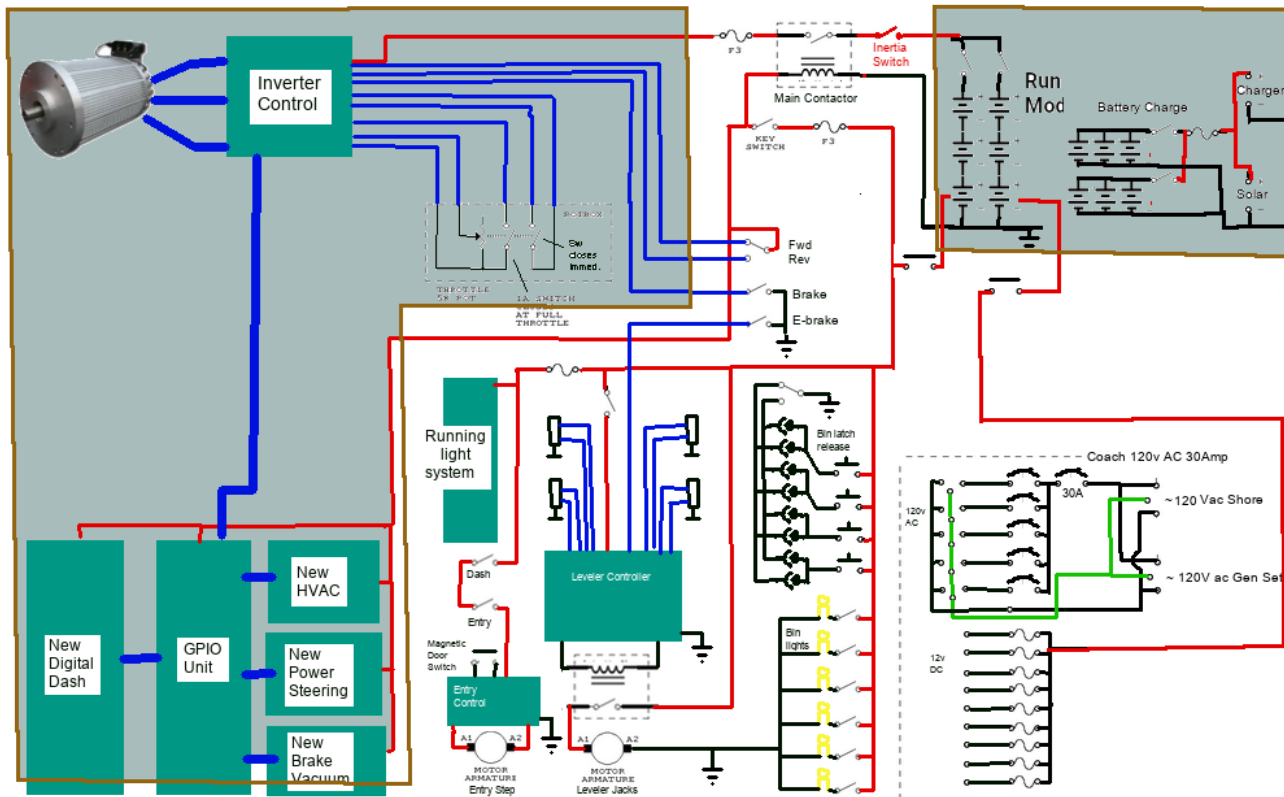 Inverter
Control
F3
Main Contactor
Inertia
Switch
KEY
SWITCH
F3
Run
Mod
Battery Charge
Charger
+
−
Solar
+
−
POTBOX
Sw
closes
immed.
THROTTLE
5K POT
1A SWITCH
AT FULL
THROTTLE
Fwd
Rev
Brake
E-brake
Running
light
system
Bin latch
release
Coach 120v AC 30Amp
30A
120v
AC
~120 Vac Shore
~ 120V ac Gen Set
12v
DC
Dash
Entry
Magnetic
Door
Switch
Entry
Control
A1
A2
MOTOR
ARMATURE
Entry Step
Leveler Controller
A1
A2
MOTOR
ARMATURE
Leveler Jacks
Bin
lights
New
Digital
Dash
GPIO
Unit
New
HVAC
New
Power
Steering
New
Brake
Vacuum